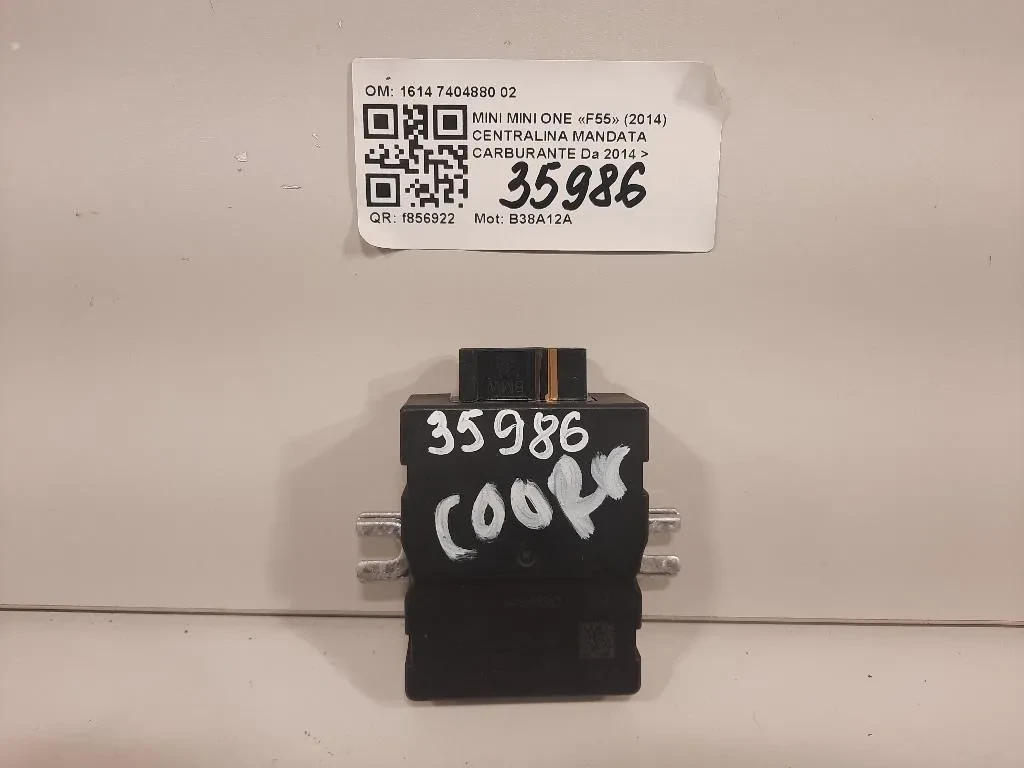 OM: 1614 7404880 02
MINI MINI ONE «F55» (2014)
CENTRALINA MANDATA
CARBURANTE Da 2014 >
35986
QR: f856922 Mot: B38A12A
BMW
35986